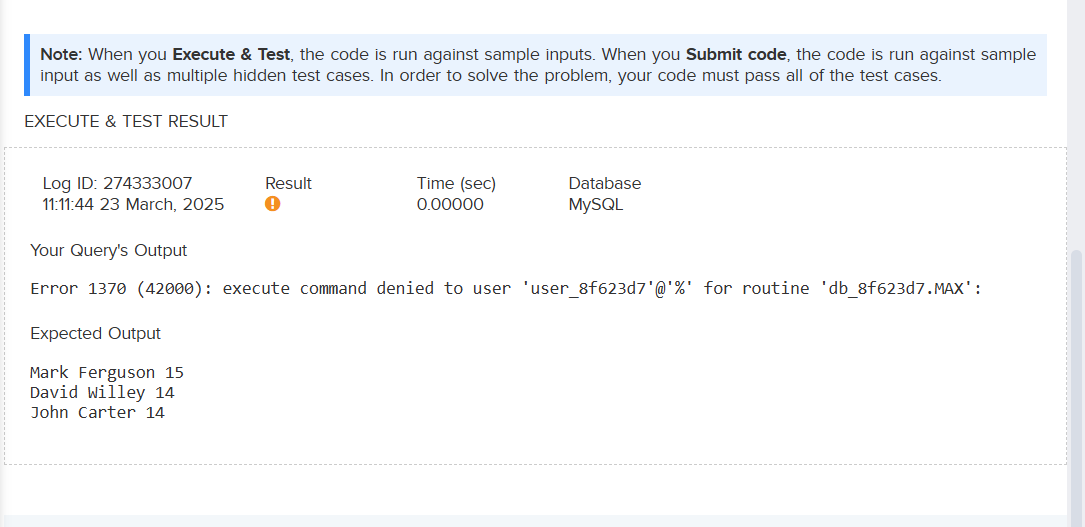 Note: When you Execute & Test, the code is run against sample inputs. When you Submit code, the code is run against sample
input as well as multiple hidden test cases. In order to solve the problem, your code must pass all of the test cases.
EXECUTE & TEST RESULT
Log ID: 274333007 Result Time (sec) Database
11:11:44 23 March, 2025 0.00000 MySQL
Your Query's Output
Error 1370 (42000): execute command denied to user 'user_8f623d7'@'%' for routine 'db_8f623d7.MAX':
Expected Output
Mark Ferguson 15
David Willey 14
John Carter 14